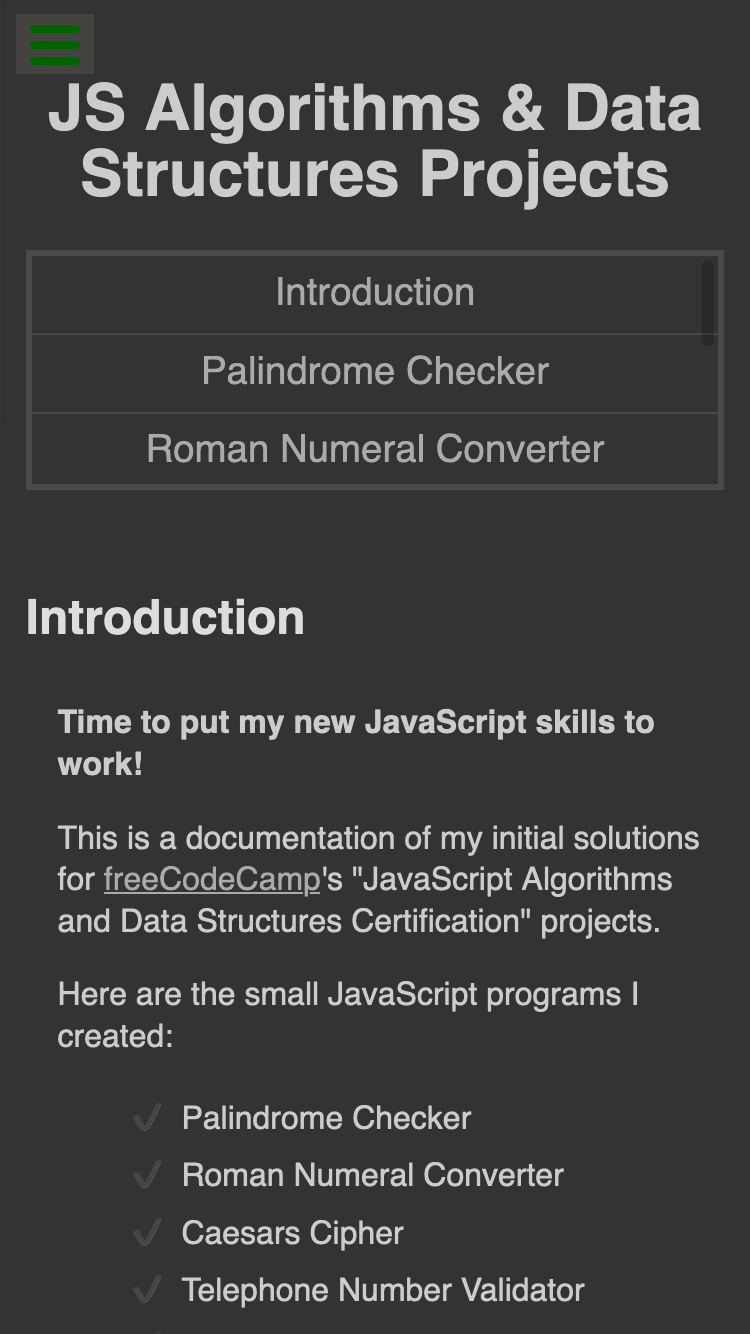 JS Algorithms & Data
Structures Projects
Introduction
Palindrome Checker
Roman Numeral Converter
Introduction
Time to put my new JavaScript skills to
work!
This is a documentation of my initial solutions
for freeCodeCamp's "JavaScript Algorithms
and Data Structures Certification" projects.
Here are the small JavaScript programs I
created:
Palindrome Checker
Roman Numeral Converter
Caesars Cipher
Telephone Number Validator